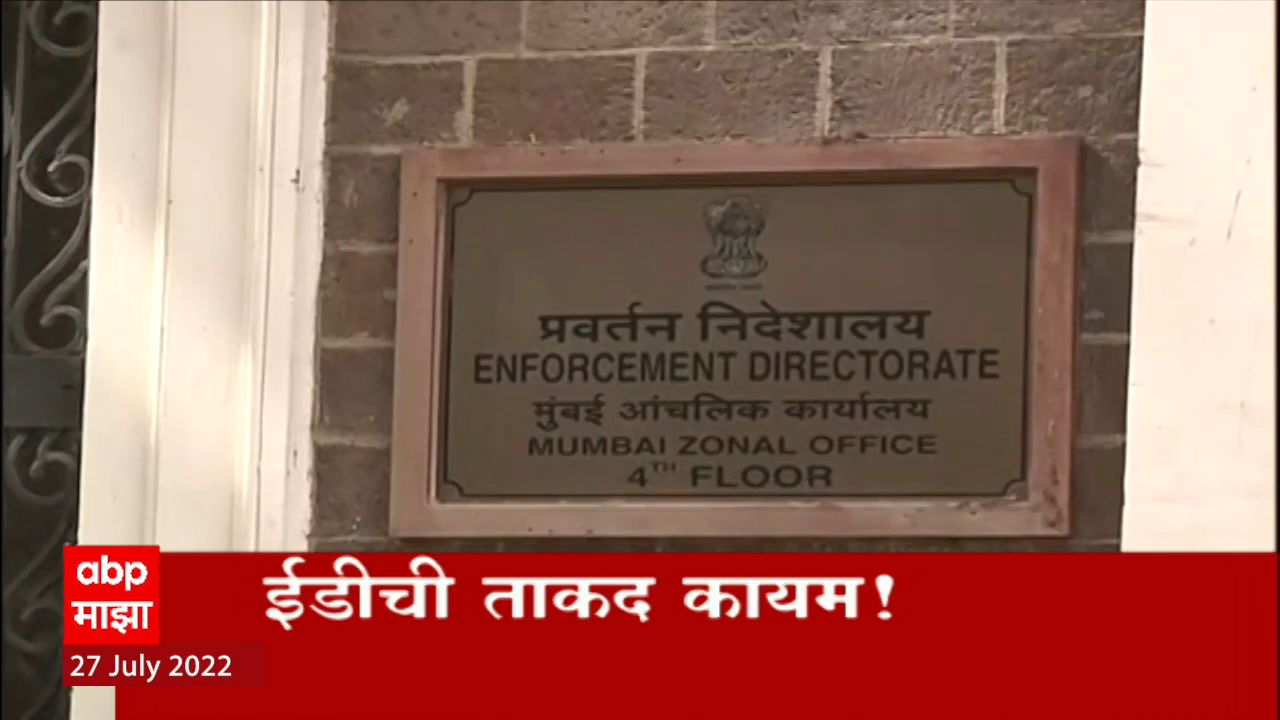 प्रवर्तन निदेशालय
ENFORCEMENT DIRECTORATE
मुंबई आंचलिक कार्यालय
MUMBAI ZONAL OFFICE
4TH FLOOR
abp
माझा
ईडीची ताकद कायम!
27 July 2022